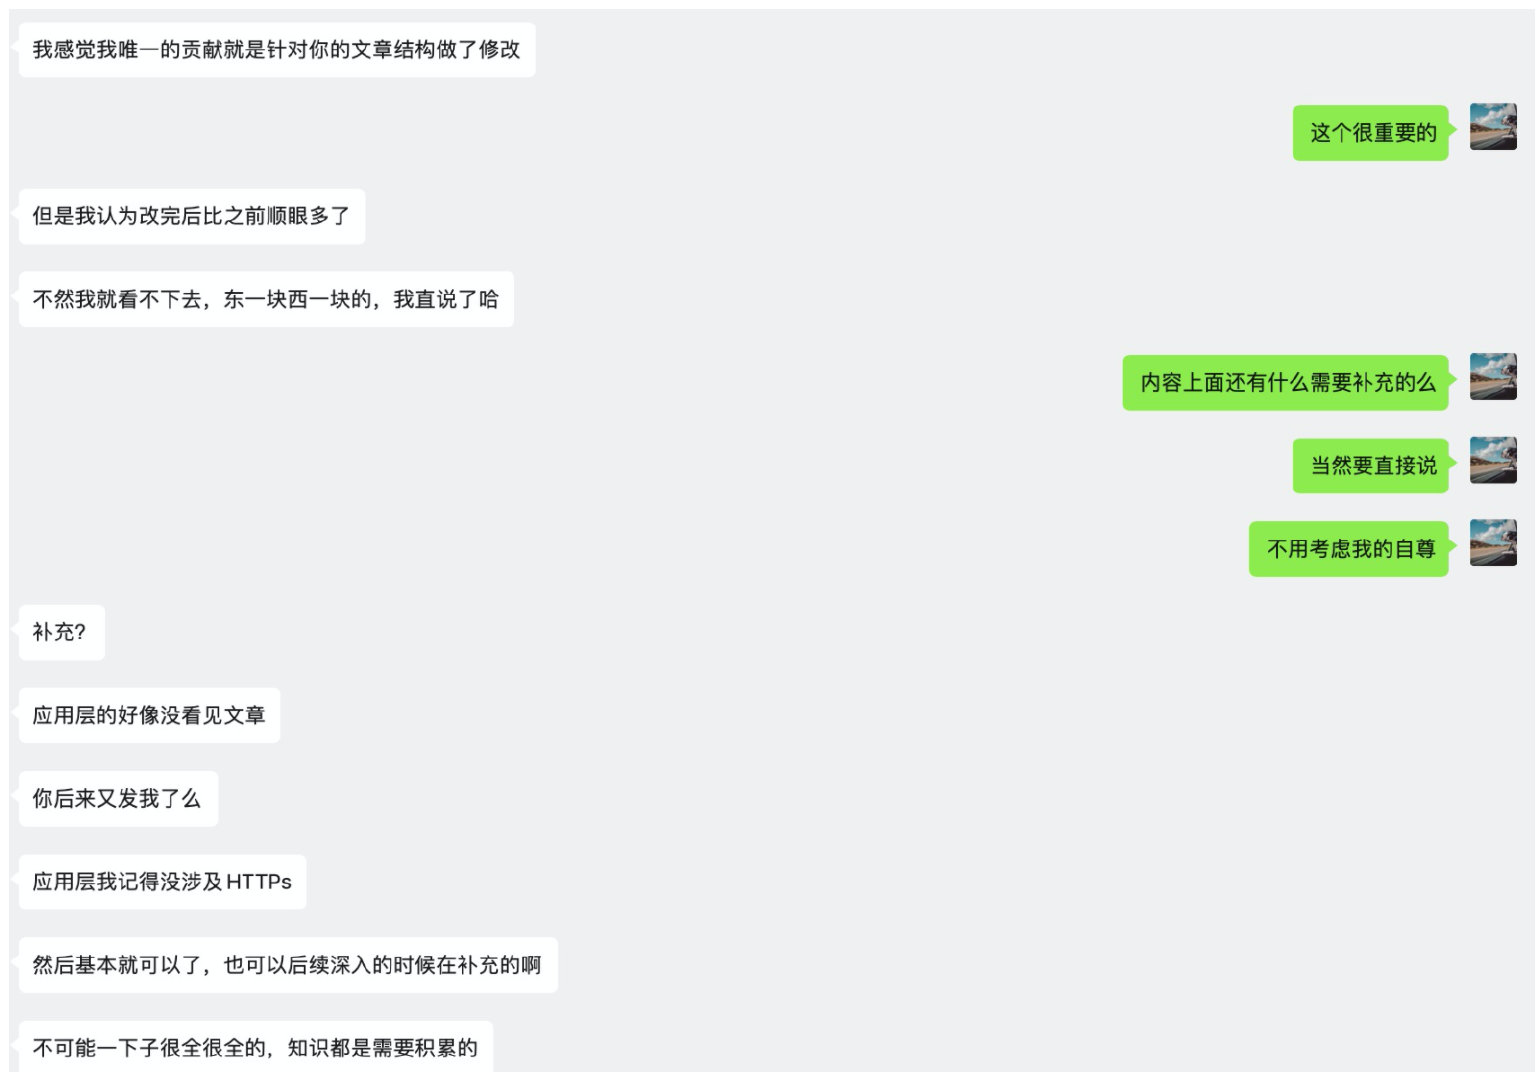 我感觉我唯一的贡献就是针对你的文章结构做了修改
这个很重要的
但是我认为改完后比之前顺眼多了
不然我就看不下去，东一块西一块的，我直说了哈
内容上面还有什么需要补充的么
当然要直接说
不用考虑我的自尊
补充？
应用层的好像没看见文章
你后来又发我了么
应用层我记得没涉及HTTPs
然后基本就可以了，也可以后续深入的时候在补充的啊
不可能一下子很全很全的，知识都是需要积累的